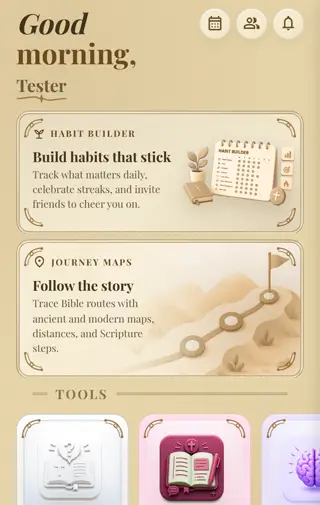 Good
morning,
Tester
HABIT BUILDER
Build habits that stick
Track what matters daily,
celebrate streaks, and invite
friends to cheer you on.
HABIT BUILDER
JOURNEY MAPS
Follow the story
Trace Bible routes with
ancient and modern maps,
distances, and Scripture
steps.
TOOLS